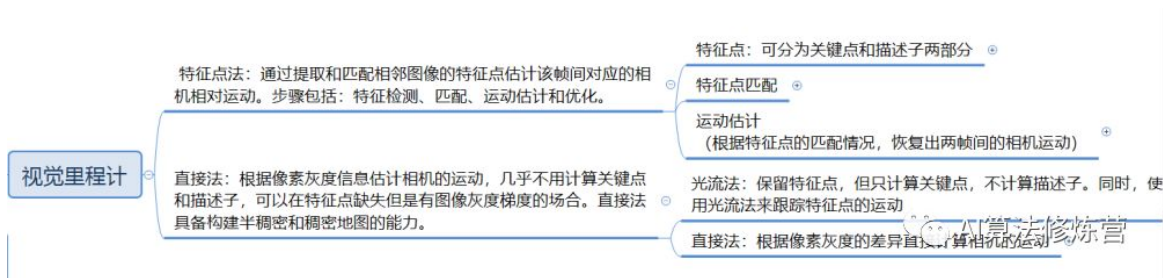 特征点：可分为关键点和描述子两部分
特征点法：通过提取和匹配相邻图像的特征点估计该帧间对应的相
机相对运动。步骤包括：特征检测、匹配、运动估计和优化。
特征点匹配
运动估计
（根据特征点的匹配情况，恢复出两帧间的相机运动）
视觉里程计
直接法：根据像素灰度信息估计相机的运动，几乎不用计算关键点
和描述子，可以在特征点缺失但是有图像灰度梯度的场合。直接法
具备构建半稠密和稠密地图的能力。
光流法：保留特征点，但只计算关键点，不计算描述子。同时，使
用光流法来跟踪特征点的运动
直接法：根据像素灰度的差异直接计算相机的运动
AI算法修炼营